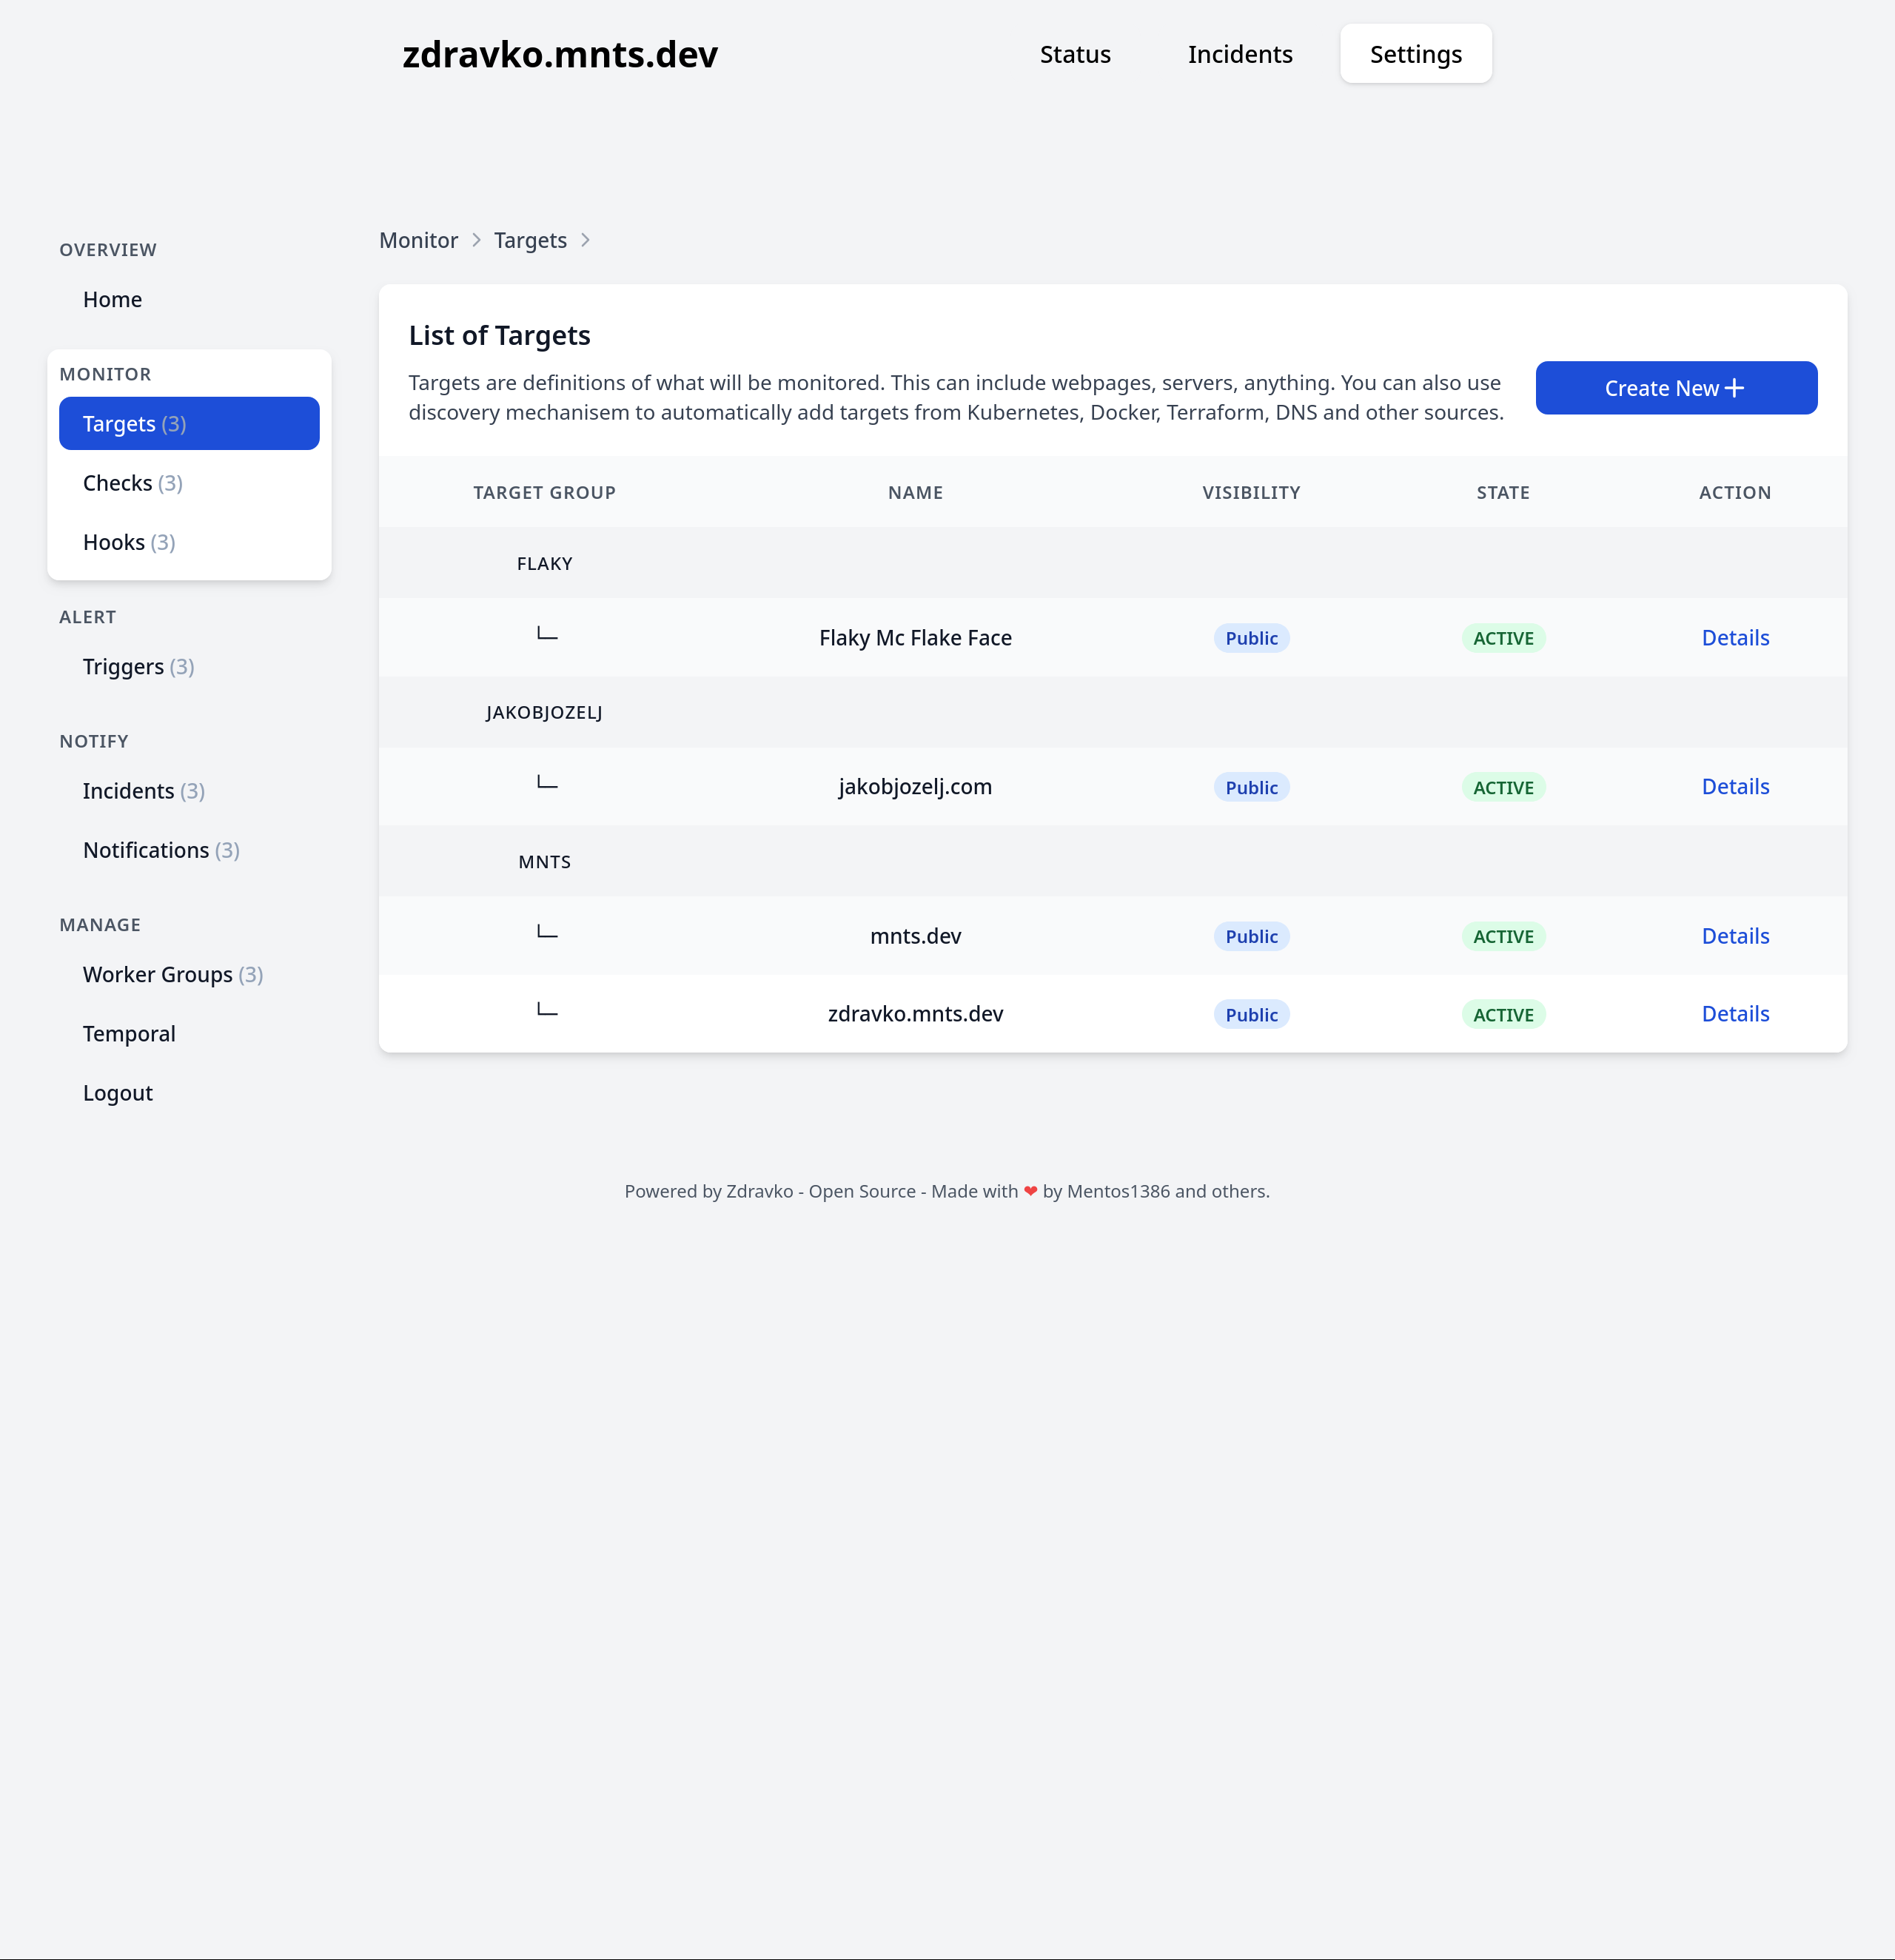 zdravko.mnts.dev
Status
Incidents
Settings
OVERVIEW
Home
MONITOR
Targets (3)
Checks (3)
Hooks (3)
ALERT
Triggers (3)
NOTIFY
Incidents (3)
Notifications (3)
MANAGE
Worker Groups (3)
Temporal
Logout
Monitor
Targets
List of Targets
Targets are definitions of what will be monitored. This can include webpages, servers, anything. You can also use
discovery mechanisem to automatically add targets from Kubernetes, Docker, Terraform, DNS and other sources.
Create New
TARGET GROUP NAME VISIBILITY STATE ACTION
FLAKY
Flaky Mc Flake Face Public ACTIVE Details
JAKOBJOZELJ
jakobjozelj.com Public ACTIVE Details
MNTS
mnts.dev Public ACTIVE Details
zdravko.mnts.dev Public ACTIVE Details
Powered by Zdravko - Open Source - Made with ❤ by Mentos1386 and others.